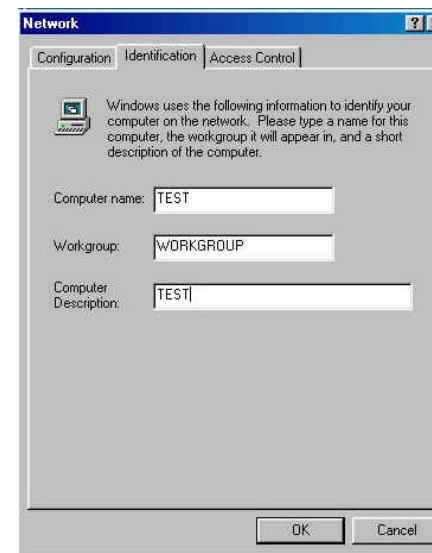 Network
?
Configuration Identification Access Control
Windows uses the following information to identify your
computer on the network. Please type a name for this
computer, the workgroup it will appear in, and a short
description of the computer.
Computer name: TEST
Workgroup: WORKGROUP
Computer
Description: TEST
OK Cancel